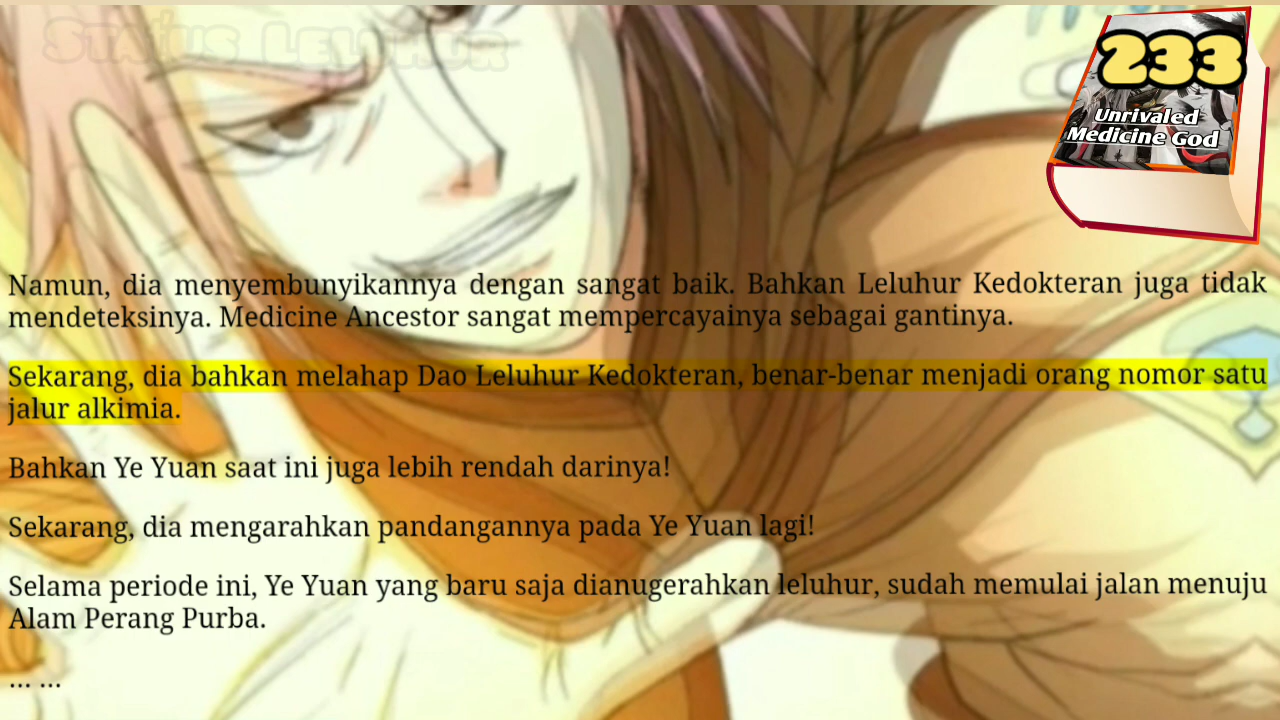 Status Leluhur
233
Unrivaled
Medicine God
Namun, dia menyembunyikannya dengan sangat baik. Bahkan Leluhur Kedokteran juga tidak
mendeteksinya. Medicine Ancestor sangat mempercayainya sebagai gantinya.
Sekarang, dia bahkan melahap Dao Leluhur Kedokteran, benar-benar menjadi orang nomor satu
jalur alkimia.
Bahkan Ye Yuan saat ini juga lebih rendah darinya!
Sekarang, dia mengarahkan pandangannya pada Ye Yuan lagi!
Selama periode ini, Ye Yuan yang baru saja dianugerahkan leluhur, sudah memulai jalan menuju
Alam Perang Purba.
... ...